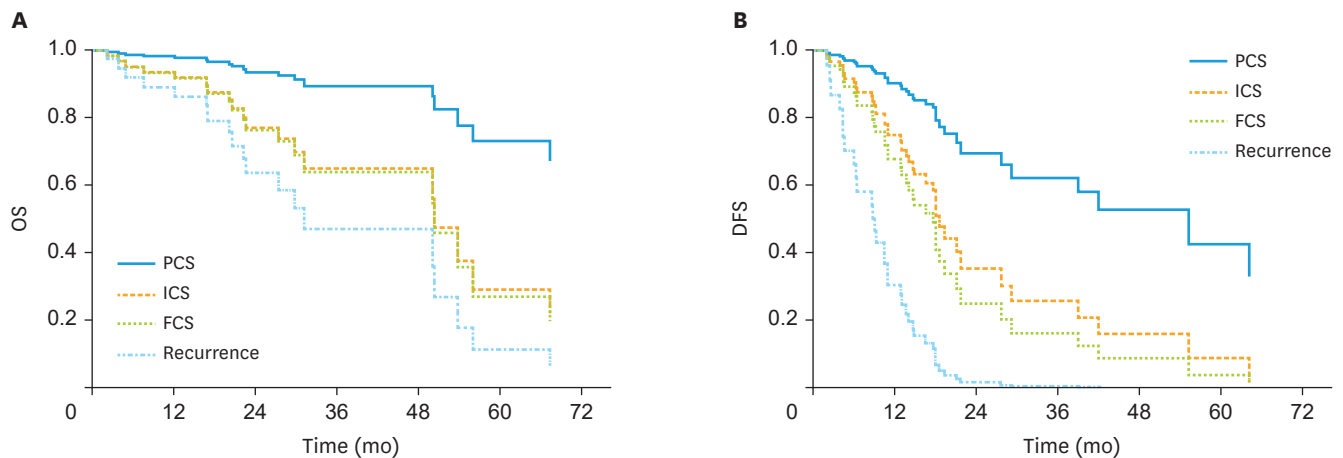 A
1.0
0.8
0.6
0.4
0.2
OS
PCS
ICS
FCS
Recurrence
0 12 24 36 48 60 72
Time (mo)
B
1.0
0.8
0.6
0.4
0.2
DFS
PCS
ICS
FCS
Recurrence
0 12 24 36 48 60 72
Time (mo)